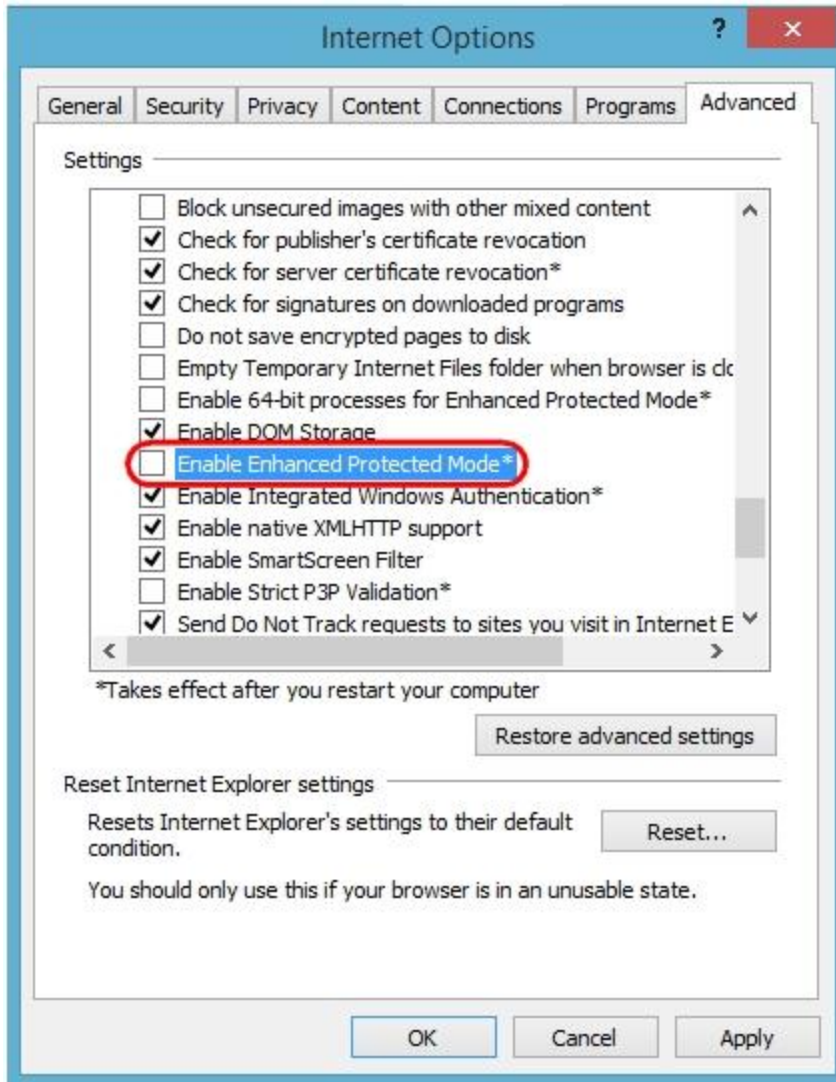 Internet Options
?
General Security Privacy Content Connections Programs Advanced
Settings
Block unsecured images with other mixed content
Check for publisher's certificate revocation
Check for server certificate revocation*
Check for signatures on downloaded programs
Do not save encrypted pages to disk
Empty Temporary Internet Files folder when browser is clo
Enable 64-bit processes for Enhanced Protected Mode*
Enable DOM Storage
Enable Enhanced Protected Mode*
Enable Integrated Windows Authentication*
Enable native XMLHTTP support
Enable SmartScreen Filter
Enable Strict P3P Validation*
Send Do Not Track requests to sites you visit in Internet E
*Takes effect after you restart your computer
Restore advanced settings
Reset Internet Explorer settings
Resets Internet Explorer's settings to their default
condition.
Reset...
You should only use this if your browser is in an unusable state.
OK Cancel Apply